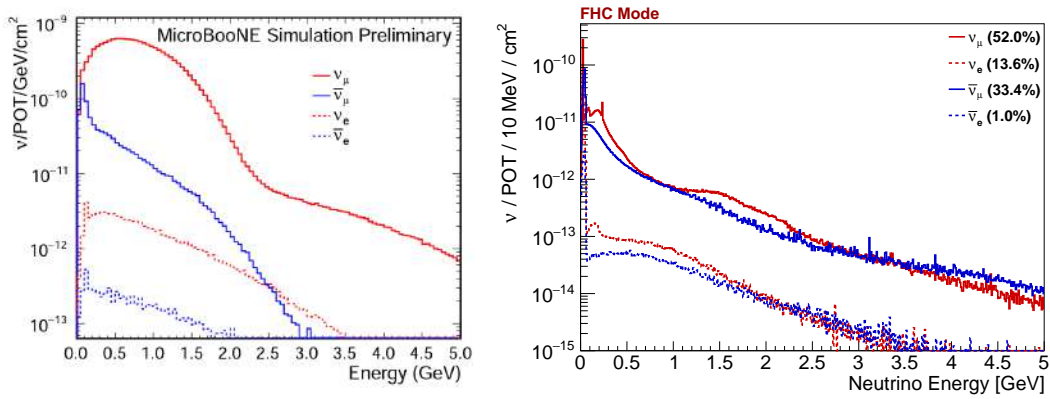 MicroBooNE Simulation Preliminary
ν/POT/GeV/cm²
10⁻⁹
10⁻¹⁰
10⁻¹¹
10⁻¹²
10⁻¹³
ν_μ
ν̅_μ
ν_e
ν̅_e
0.0 0.5 1.0 1.5 2.0 2.5 3.0 3.5 4.0 4.5 5.0
Energy (GeV)
FHC Mode
ν / POT / 10 MeV / cm²
10⁻¹⁰
10⁻¹¹
10⁻¹²
10⁻¹³
10⁻¹⁴
10⁻¹⁵
ν_μ (52.0%)
ν_e (13.6%)
ν̅_μ (33.4%)
ν̅_e (1.0%)
0 0.5 1 1.5 2 2.5 3 3.5 4 4.5 5
Neutrino Energy [GeV]